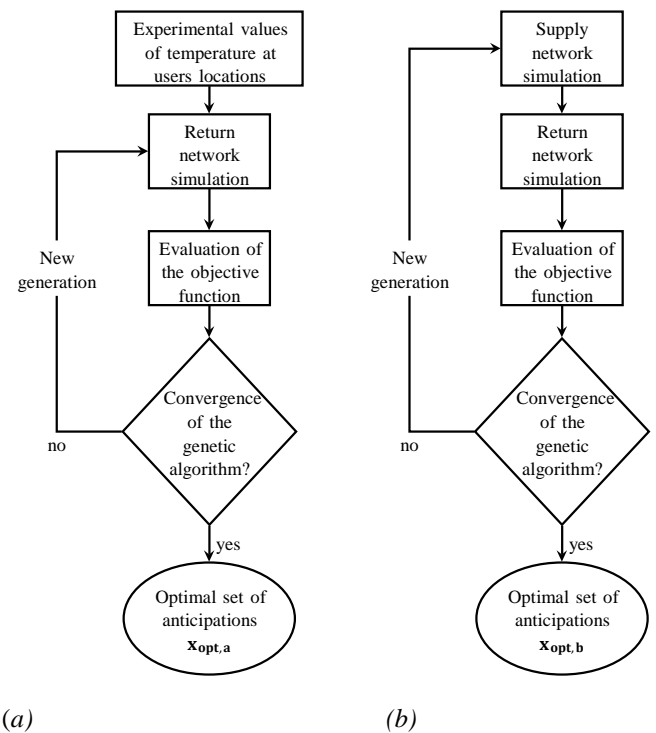 Experimental values
of temperature at
users locations
Return
network
simulation
Evaluation of
the objective
function
New
generation
Convergence
of the
genetic
algorithm?
no
yes
Optimal set of
anticipations
x_opt,a
(a)
Supply
network
simulation
Return
network
simulation
Evaluation of
the objective
function
New
generation
Convergence
of the
genetic
algorithm?
no
yes
Optimal set of
anticipations
x_opt,b
(b)